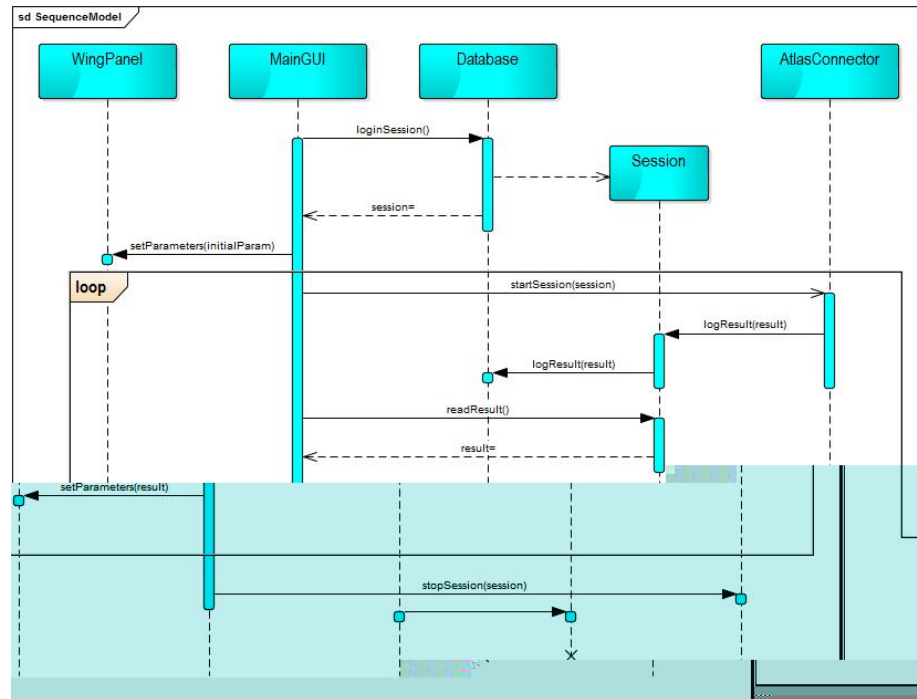 sd SequenceModel
WingPanel
MainGUI
Database
AtlasConnector
loginSession()
Session
session=
setParameters(initialParam)
loop
startSession(session)
logResult(result)
logResult(result)
readResult()
result=
setParameters(result)
stopSession(session)